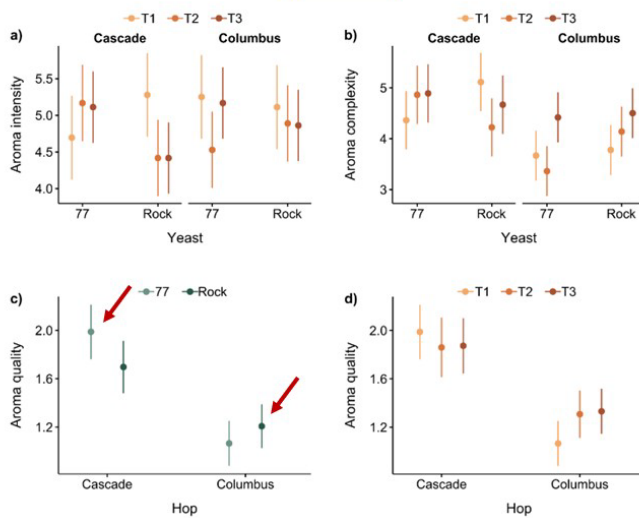 T1 T2 T3
a) Cascade Columbus
Aroma intensity
5.5
5.0
4.5
4.0
77 Rock 77 Rock
Yeast
T1 T2 T3
b) Cascade Columbus
Aroma complexity
5
4
3
77 Rock 77 Rock
Yeast
77 Rock
c)
Aroma quality
2.0
1.6
1.2
Cascade Columbus
Hop
T1 T2 T3
d)
Aroma quality
2.0
1.6
1.2
Cascade Columbus
Hop